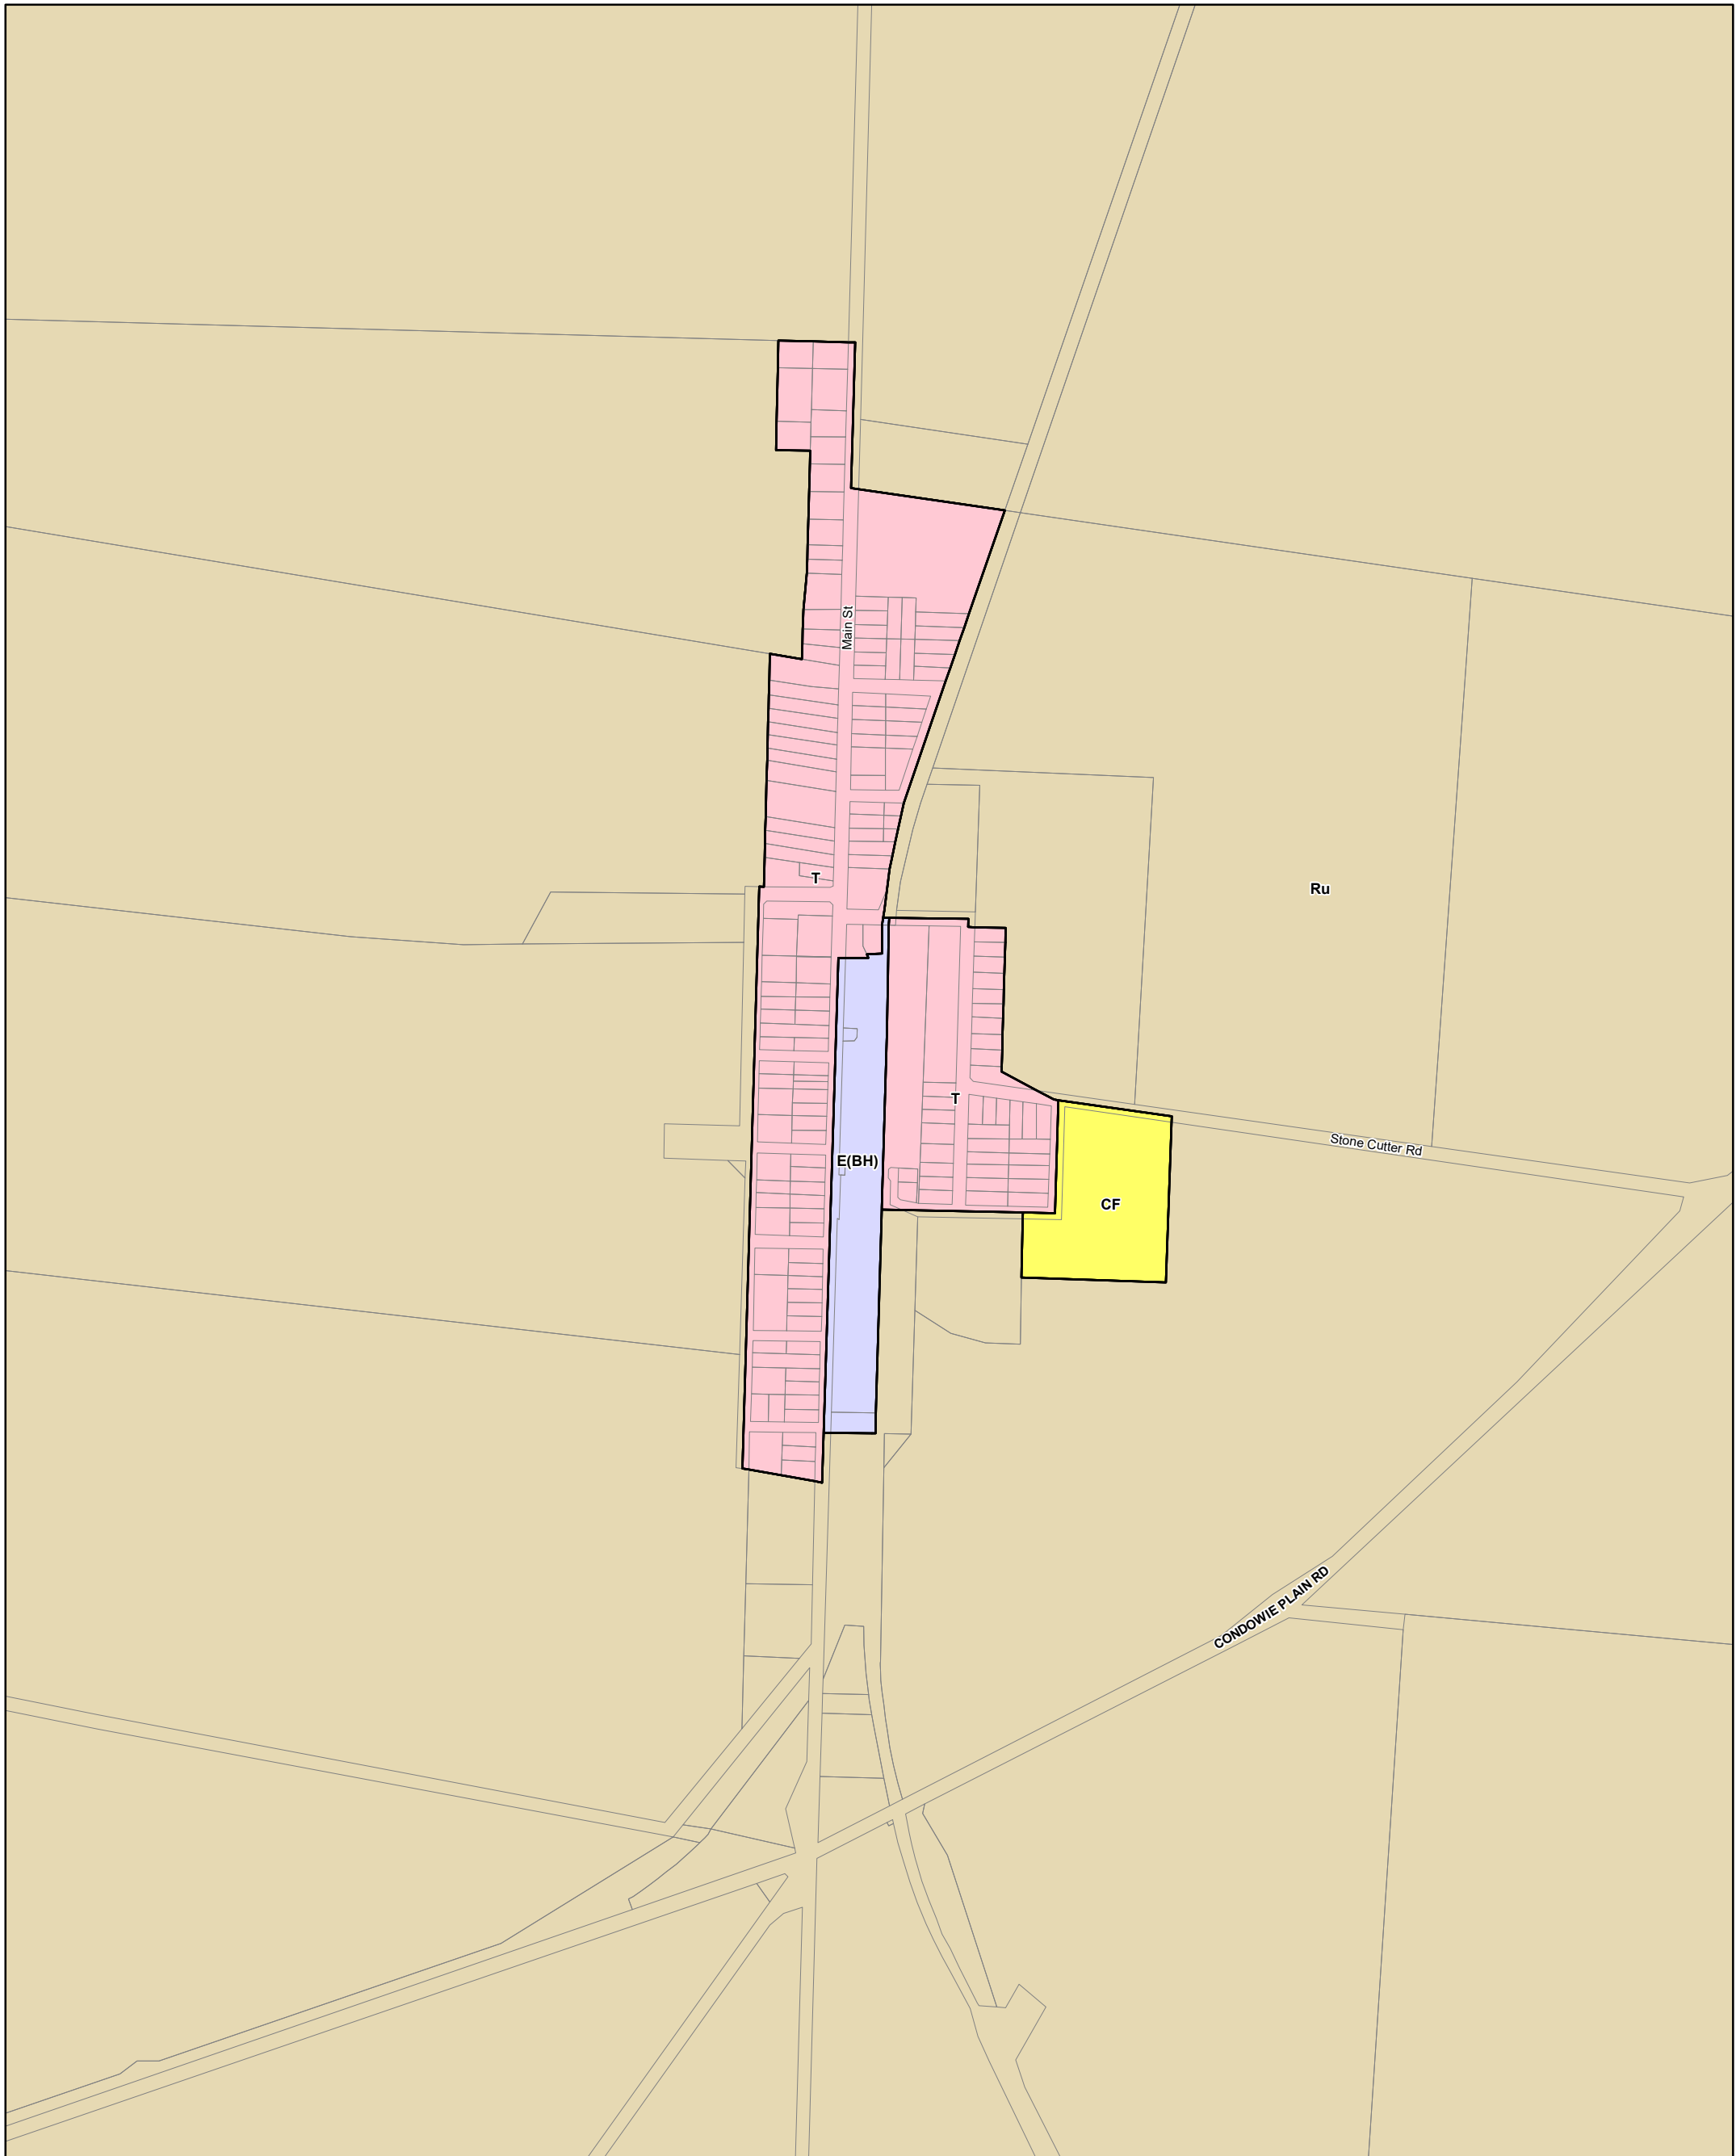 Main St
T
Ru
T
Stone Cutter Rd
E(BH)
CF
CONDOWIE PLAIN RD